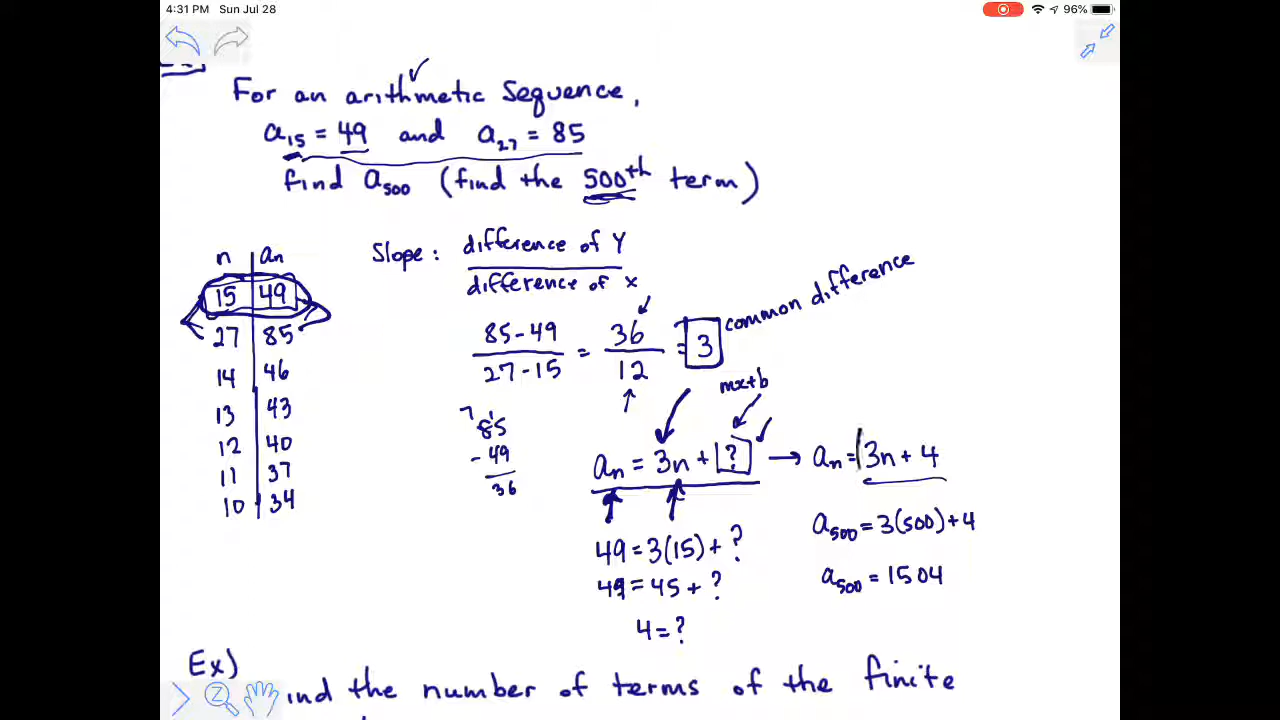 4:31 PM Sun Jul 28
96%
For an arithmetic Sequence,
a15 = 49 and a27 = 85
find a500 (find the 500th term)
n | an
15 | 49
27 | 85
14 | 46
13 | 43
12 | 40
11 | 37
10 | 34
Slope: difference of Y
difference of x
85-49
27-15
= 36
12
= 3
common difference
7 1
85
- 49
36
mx+b
an = 3n + ? → an = 3n + 4
49 = 3(15) + ?
49 = 45 + ?
4 = ?
a500 = 3(500)+4
a500 = 1504
Ex)
ind the number of terms of the finite
Z